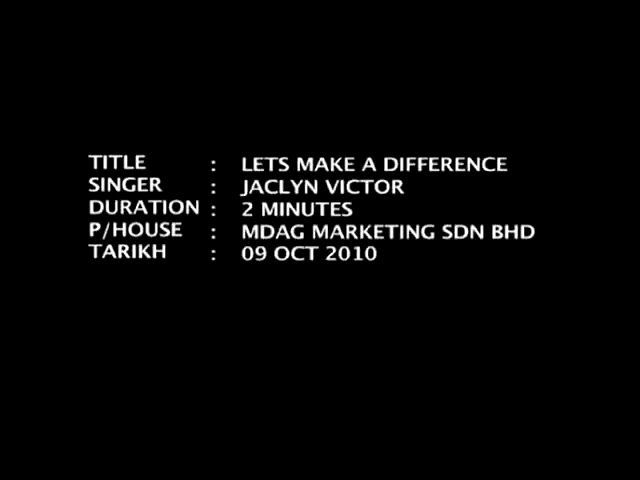 TITLE : LETS MAKE A DIFFERENCE
SINGER : JACLYN VICTOR
DURATION : 2 MINUTES
P/HOUSE : MDAG MARKETING SDN BHD
TARIKH : 09 OCT 2010